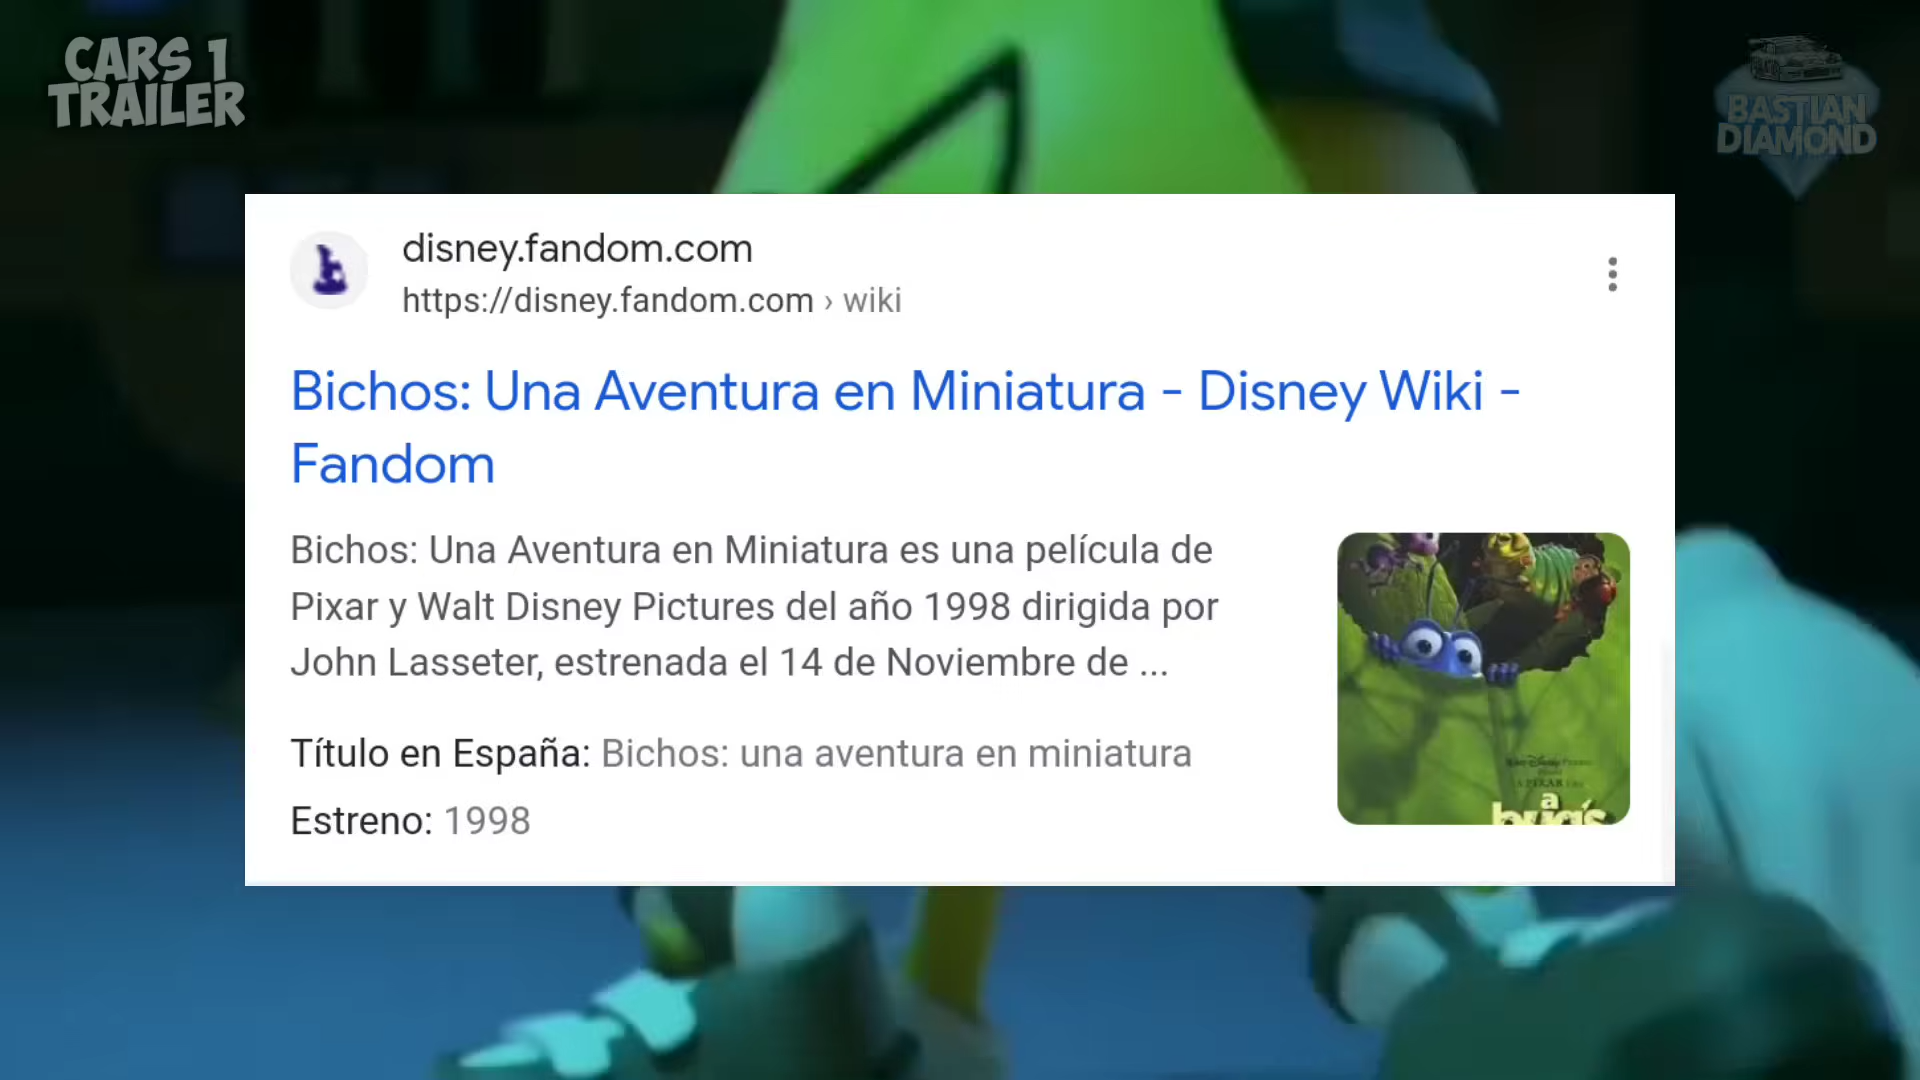 CARS 1
TRAILER
BASTIAN
DIAMOND
disney.fandom.com
https://disney.fandom.com › wiki
Bichos: Una Aventura en Miniatura - Disney Wiki -
Fandom
Bichos: Una Aventura en Miniatura es una película de
Pixar y Walt Disney Pictures del año 1998 dirigida por
John Lasseter, estrenada el 14 de Noviembre de ...
Título en España: Bichos: una aventura en miniatura
Estreno: 1998
a
bug's